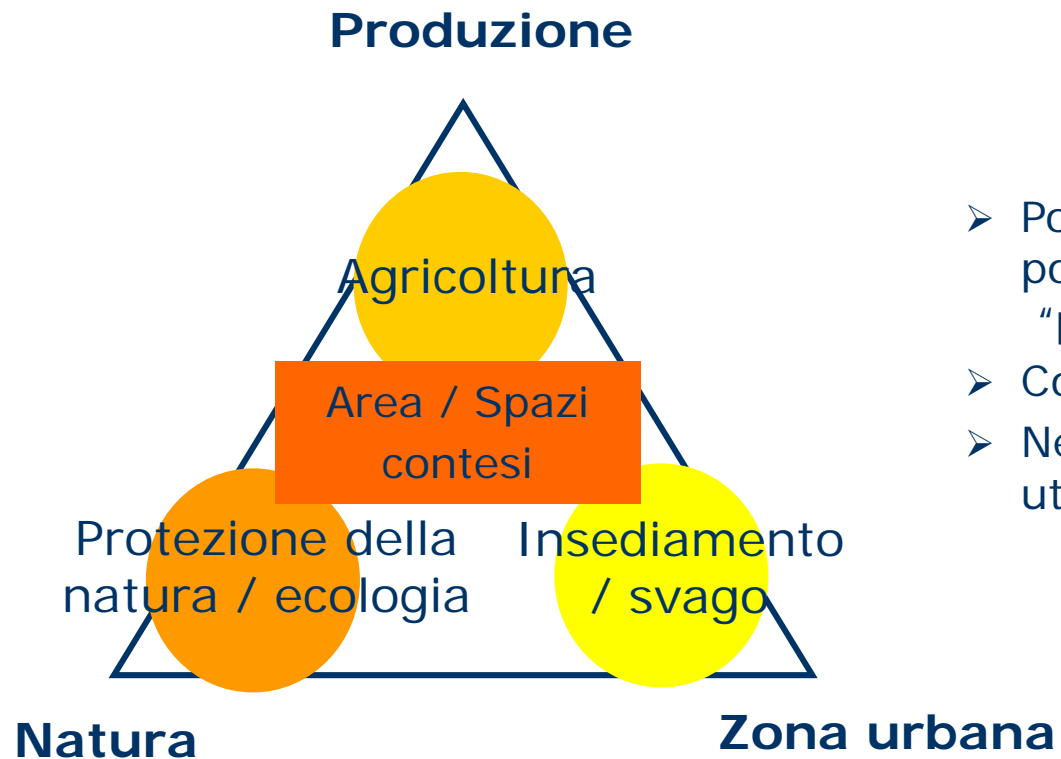 Produzione
Agricoltura
Area / Spazi
contesi
Protezione della
natura / ecologia
Insediamento
/ svago
Natura
Zona urbana